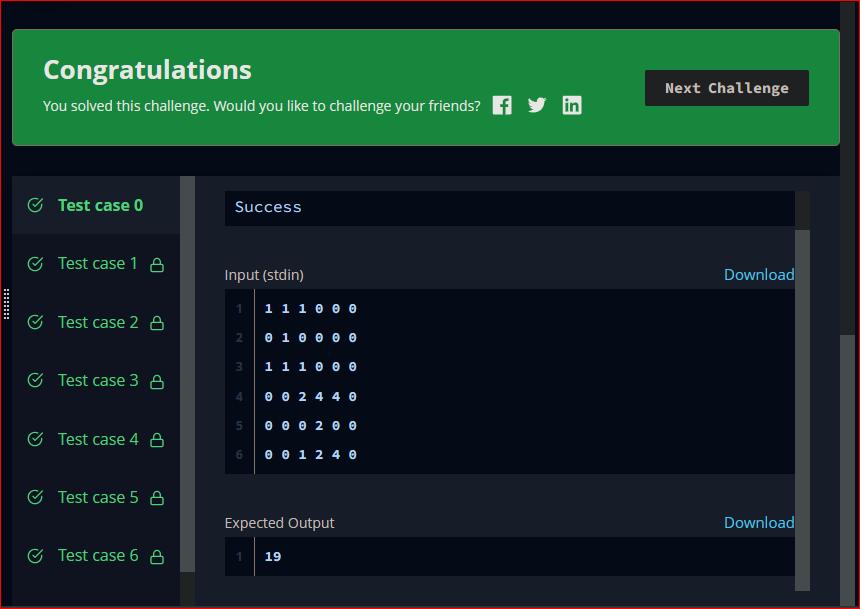 Congratulations
You solved this challenge. Would you like to challenge your friends?
Next Challenge
Test case 0
Test case 1
Test case 2
Test case 3
Test case 4
Test case 5
Test case 6
Success
Input (stdin)
Download
1 1 1 1 0 0 0
2 0 1 0 0 0 0
3 1 1 1 0 0 0
4 0 0 2 4 4 0
5 0 0 0 2 0 0
6 0 0 1 2 4 0
Expected Output
Download
1 19